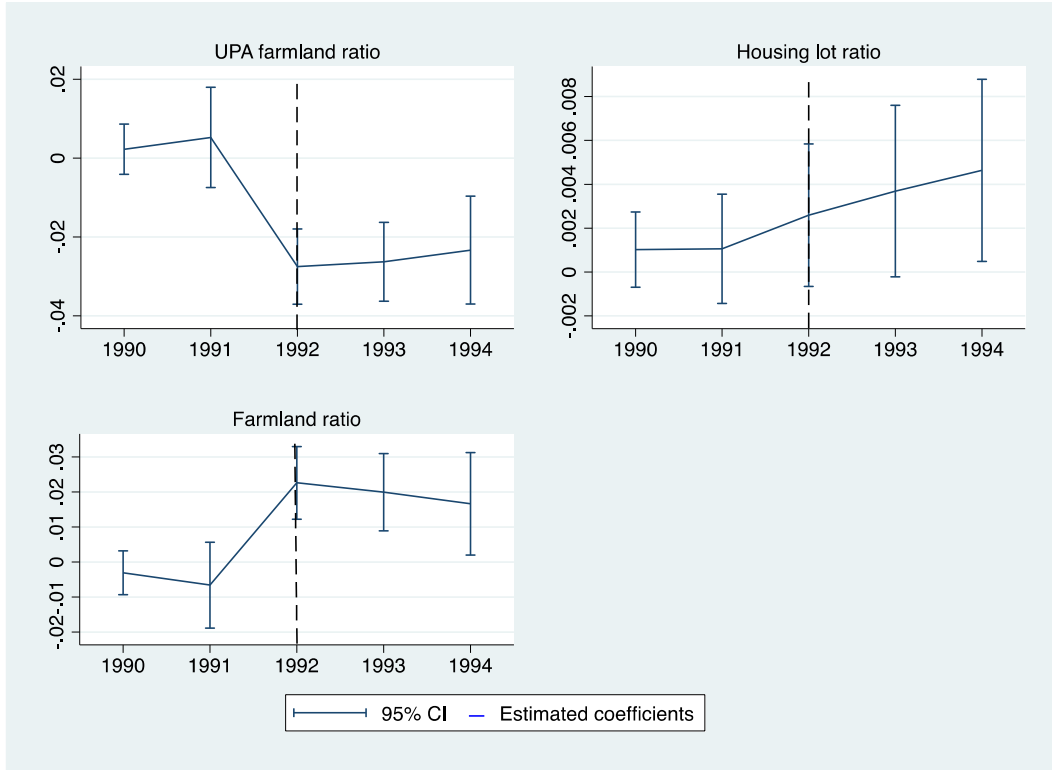 UPA farmland ratio
.02
0
-.02
-.04
1990 1991 1992 1993 1994
Housing lot ratio
.008
.006
.004
.002
0
-.002
1990 1991 1992 1993 1994
Farmland ratio
.03
.02
.01
0
-.01
-.02
1990 1991 1992 1993 1994
95% CI Estimated coefficients